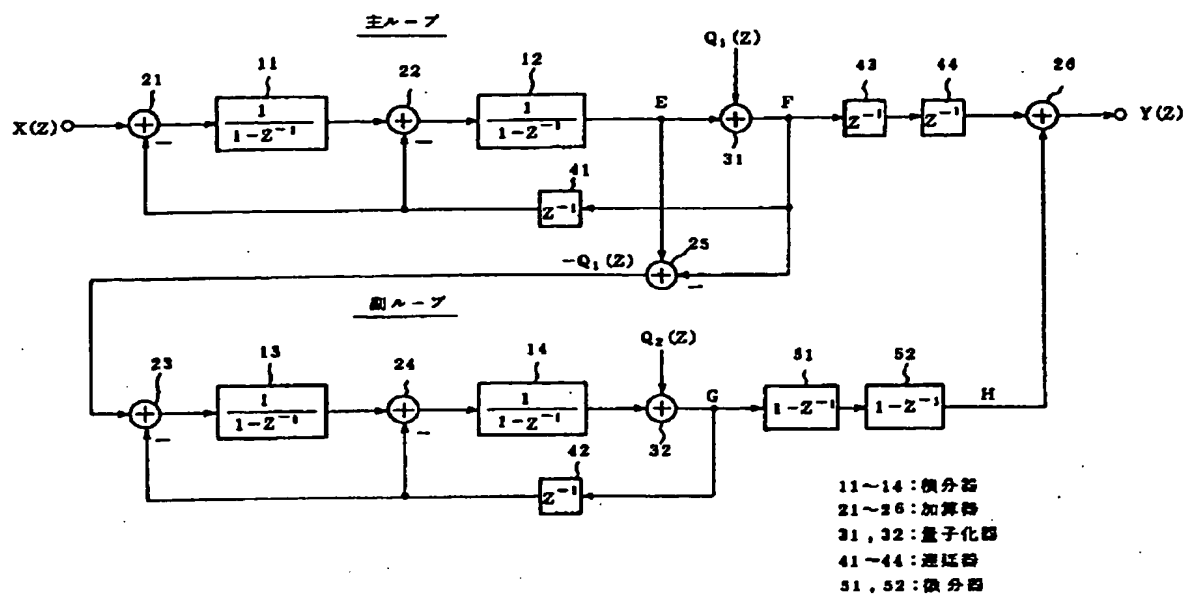 主ループ
Q₁(Z)
21
11
22
12
43
44
26
X(Z)
1
1-Z⁻¹
1
1-Z⁻¹
E
F
Z⁻¹
Z⁻¹
Y(Z)
31
41
Z⁻¹
25
-Q₁(Z)
副ループ
Q₂(Z)
23
13
24
14
51
52
1
1-Z⁻¹
1
1-Z⁻¹
G
1-Z⁻¹
1-Z⁻¹
H
32
42
Z⁻¹
11~14:積分器
21~26:加算器
31,32:量子化器
41~44:遅延器
51,52:微分器